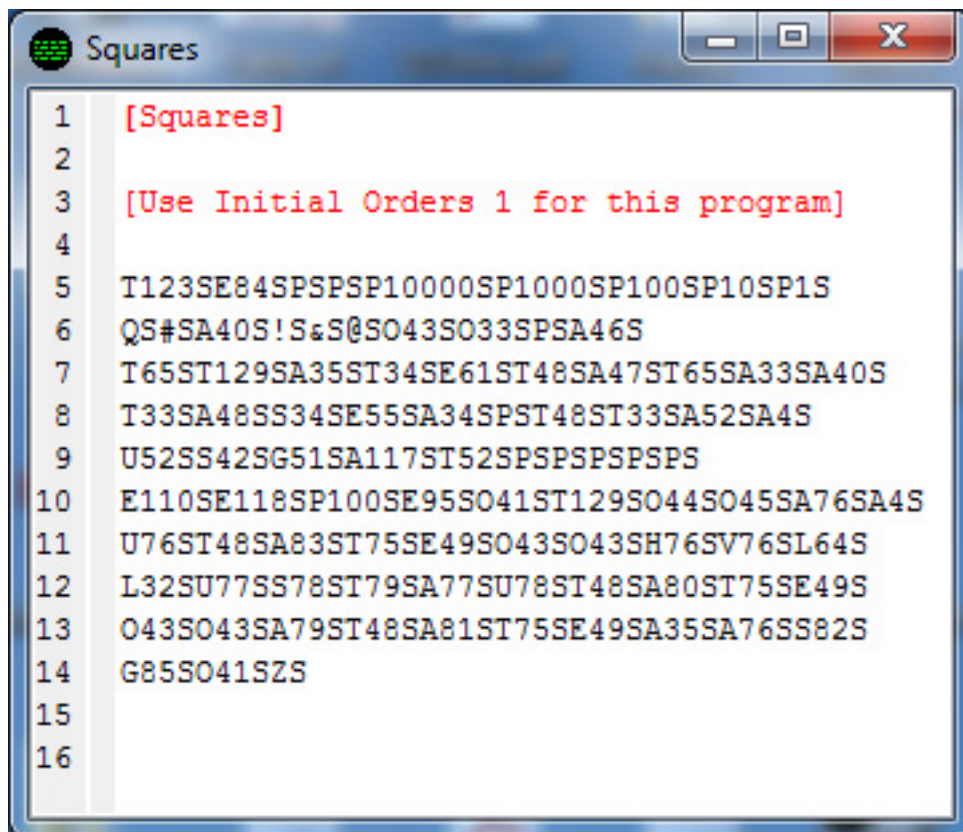 Squares
1 [Squares]
2
3 [Use Initial Orders 1 for this program]
4
5 T123SE84SPSPSP10000SP1000SP100SP10SP1S
6 QS#SA40S!S&S@SO43SO33SPSA46S
7 T65ST129SA35ST34SE61ST48SA47ST65SA33SA40S
8 T33SA48SS34SE55SA34SPST48ST33SA52SA4S
9 U52SS42SG51SA117ST52SPSPSPSPSPS
10 E110SE118SP100SE95SO41ST129SO44SO45SA76SA4S
11 U76ST48SA83ST75SE49SO43SO43SH76SV76SL64S
12 L32SU77SS78ST79SA77SU78ST48SA80ST75SE49S
13 O43SO43SA79ST48SA81ST75SE49SA35SA76SS82S
14 G85SO41SZS
15
16